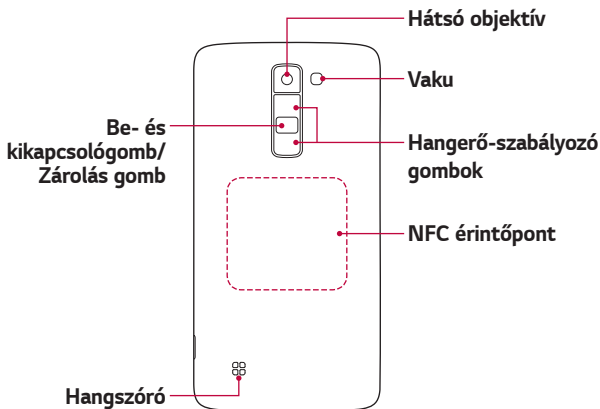 Hátsó objektív
Vaku
Be- és
kikapcsológomb/
Zárolás gomb
Hangerő-szabályozó
gombok
NFC érintőpont
Hangszóró